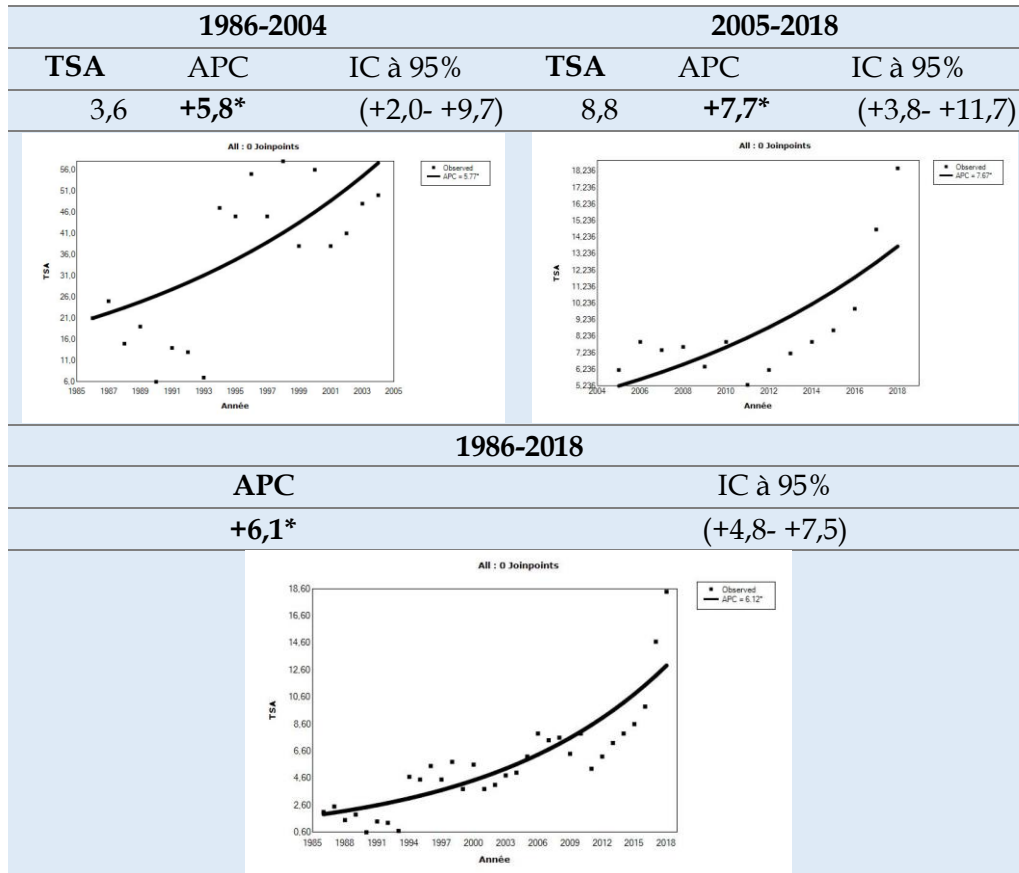 1986-2004 2005-2018
TSA APC IC à 95% TSA APC IC à 95%
3,6 +5,8* (+2,0- +9,7) 8,8 +7,7* (+3,8- +11,7)
All : 0 Joinpoints
56,0
51,0
46,0
41,0
36,0
31,0
26,0
21,0
16,0
11,0
6,0
TSA
1985 1987 1989 1991 1993 1995 1997 1999 2001 2003 2005
Année
Observed
APC = 5.77*
All : 0 Joinpoints
18,236
17,236
16,236
15,236
14,236
13,236
12,236
11,236
10,236
9,236
8,236
7,236
6,236
5,236
TSA
2004 2006 2008 2010 2012 2014 2016 2018
Année
Observed
APC = 7.67*
1986-2018
APC IC à 95%
+6,1* (+4,8- +7,5)
All : 0 Joinpoints
18,60
16,60
14,60
12,60
10,60
8,60
6,60
4,60
2,60
0,60
TSA
1985 1988 1991 1994 1997 2000 2003 2006 2009 2012 2015 2018
Année
Observed
APC = 6.12*